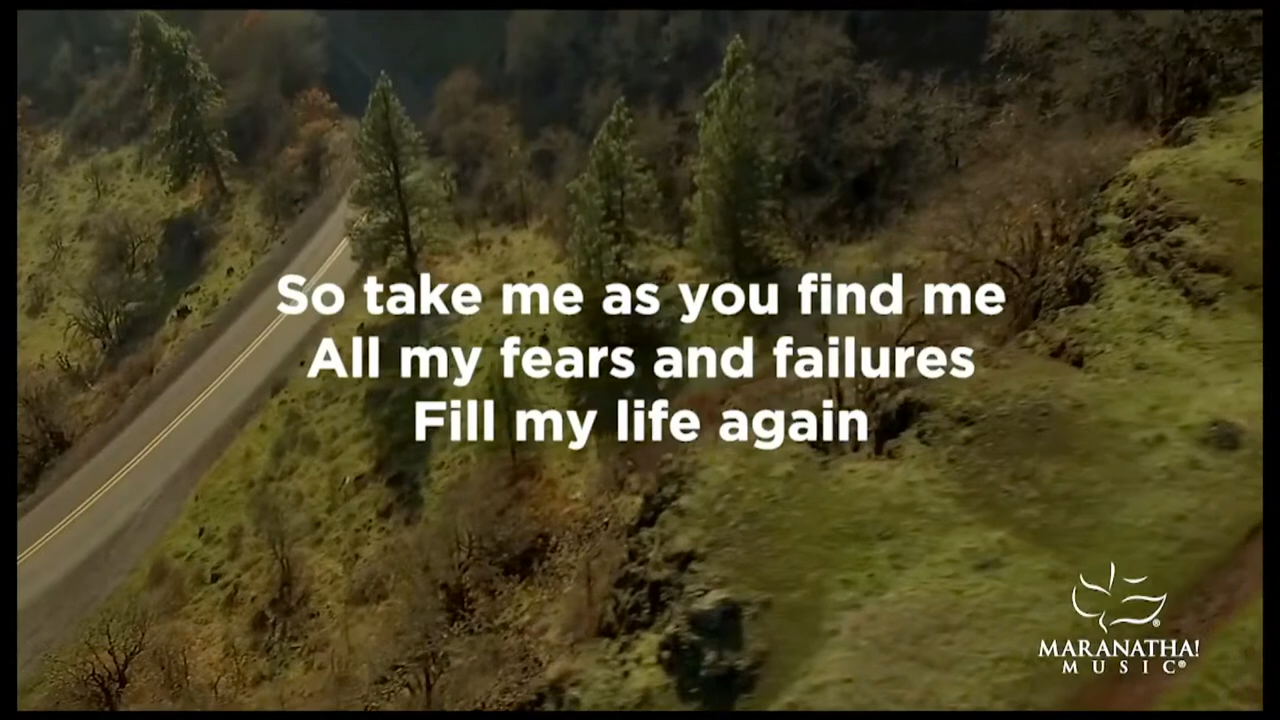 So take me as you find me
All my fears and failures
Fill my life again
MARANATHA!
MUSIC®